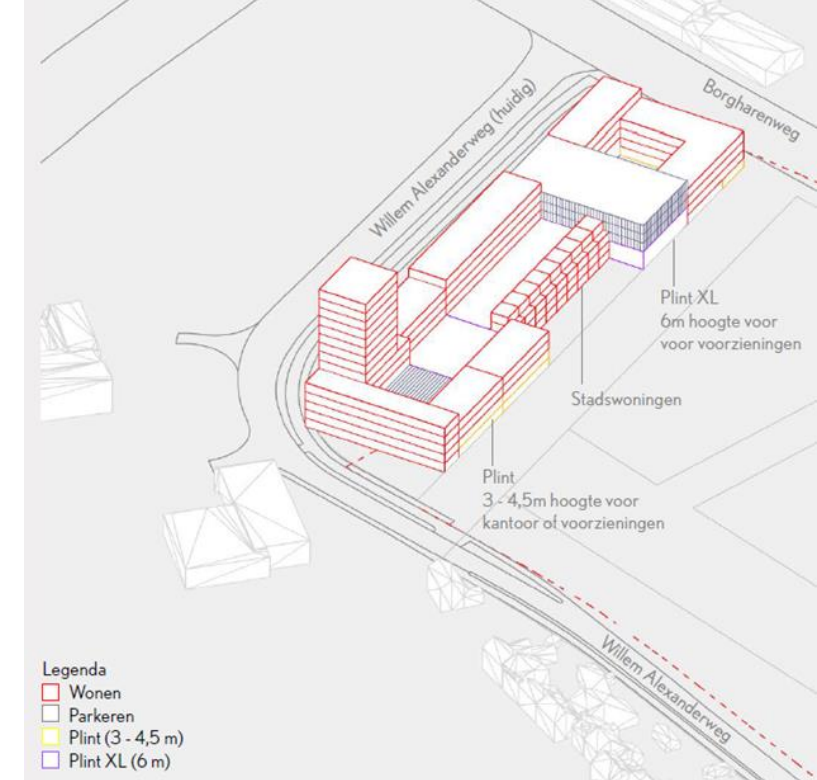 Borgharenweg
Willem Alexanderweg (huidig)
Plint XL
6m hoogte voor
voor voorzieningen
Stadswoningen
Plint
3 - 4,5m hoogte voor
kantoor of voorzieningen
Willem Alexanderweg
Legenda
Wonen
Parkeren
Plint (3 - 4,5 m)
Plint XL (6 m)